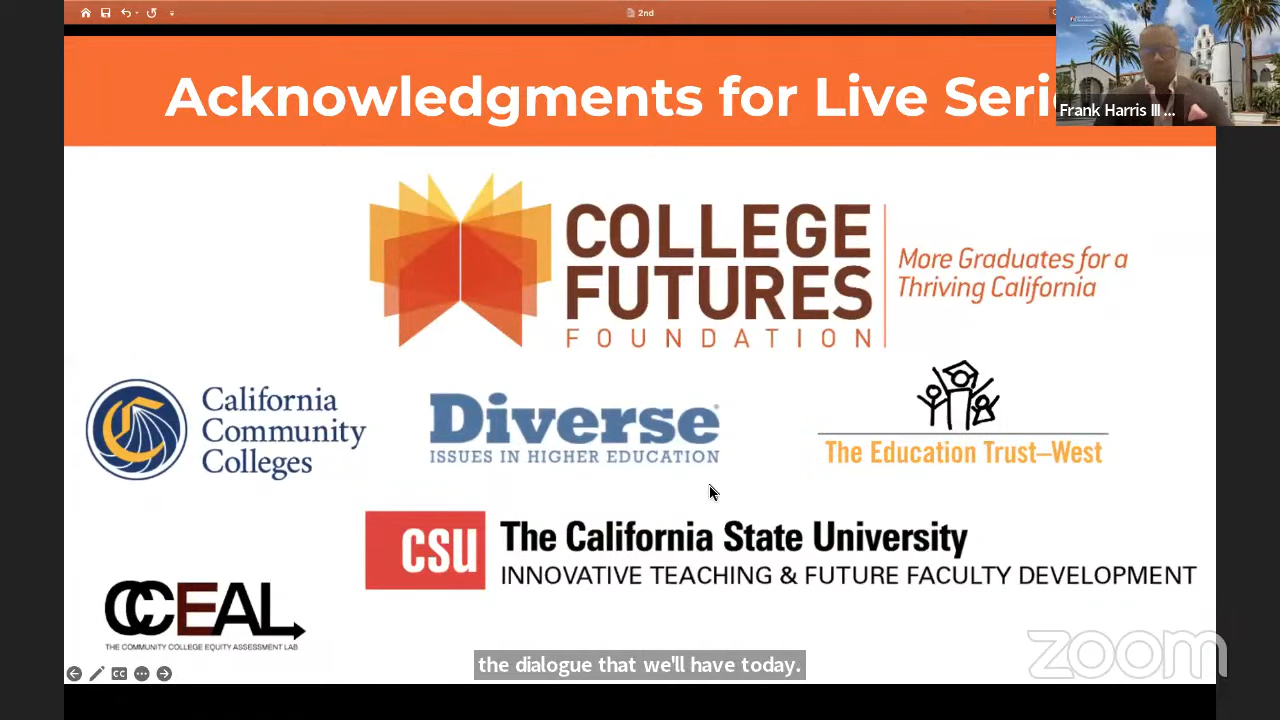 2nd
Acknowledgments for Live Serie
Frank Harris III ...
COLLEGE
FUTURES
FOUNDATION
More Graduates for a
Thriving California
California
Community
Colleges
Diverse
ISSUES IN HIGHER EDUCATION
The Education Trust–West
CSU
The California State University
INNOVATIVE TEACHING & FUTURE FACULTY DEVELOPMENT
CCEAL
THE COMMUNITY COLLEGE EQUITY ASSESSMENT LAB
the dialogue that we'll have today.
zoom
CC